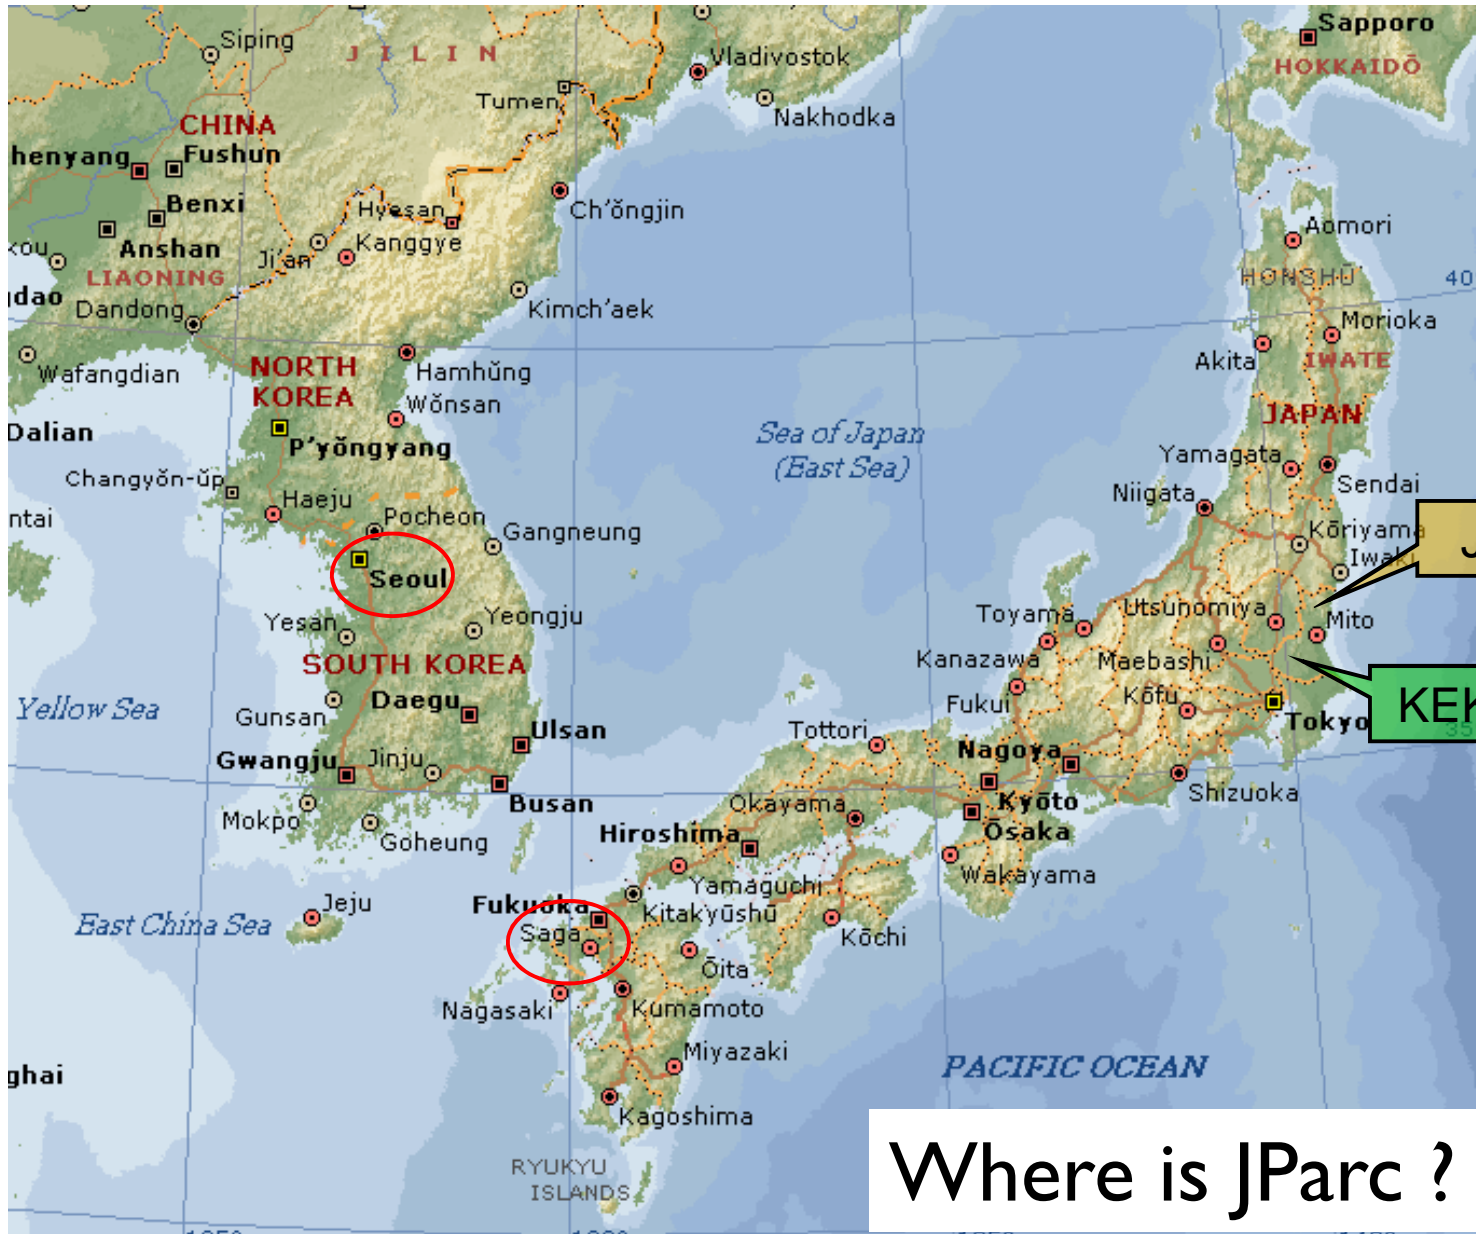 Siping
JILIN
Vladivostok
Sapporo
HOKKAIDŌ
Tumen
Nakhodka
CHINA
henyang
Fushun
Benxi
Hyesan
Ch'ŏngjin
Anshan
Ji'an
Kanggye
Aomori
LIAONING
HONSHŪ
40
dao
Dandong
Kimch'aek
Morioka
Akita
IWATE
Wafangdian
NORTH
KOREA
Hamhŭng
Wŏnsan
JAPAN
Dalian
P'yŏngyang
Sea of Japan
(East Sea)
Yamagata
Sendai
Changyŏn-ŭp
Haeju
Niigata
ntai
Pocheon
Gangneung
Kōriyama
J
Iwaki
Seoul
Yesan
Yeongju
Toyama
Utsunomiya
Mito
SOUTH KOREA
Kanazawa
Maebashi
Yellow Sea
Gunsan
Daegu
Fukui
Kōfu
Tokyo
KEK
35
Ulsan
Tottori
Gwangju
Jinju
Nagoya
Mokpo
Busan
Okayama
Kyōto
Shizuoka
Goheung
Hiroshima
Ōsaka
Yamaguchi
Wakayama
Jeju
Fukuoka
Kitakyūshū
East China Sea
Saga
Kōchi
Ōita
Nagasaki
Kumamoto
Miyazaki
PACIFIC OCEAN
ghai
Kagoshima
RYUKYU
ISLANDS
Where is JParc ?